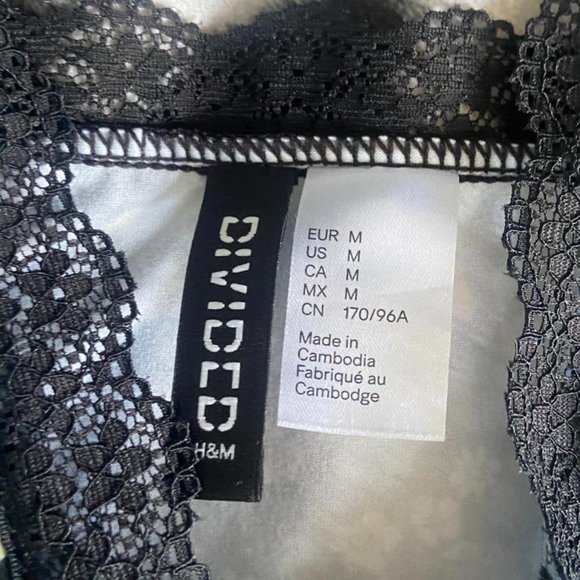 DIVIDED
H&M
EUR M
US M
CA M
MX M
CN 170/96A
Made in
Cambodia
Fabriqué au
Cambodge